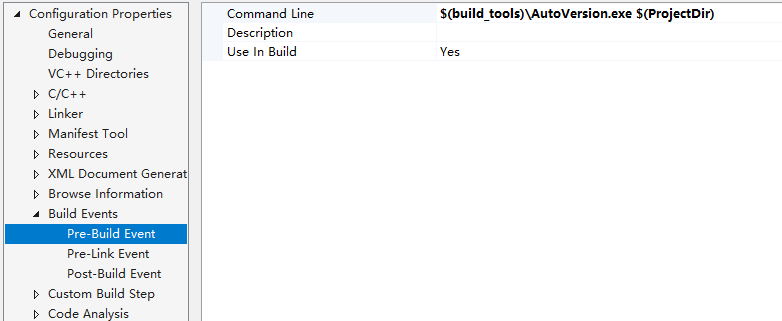 Configuration Properties
General
Debugging
VC++ Directories
C/C++
Linker
Manifest Tool
Resources
XML Document Generat
Browse Information
Build Events
Pre-Build Event
Pre-Link Event
Post-Build Event
Custom Build Step
Code Analysis
Command Line $(build_tools)\AutoVersion.exe $(ProjectDir)
Description
Use In Build Yes